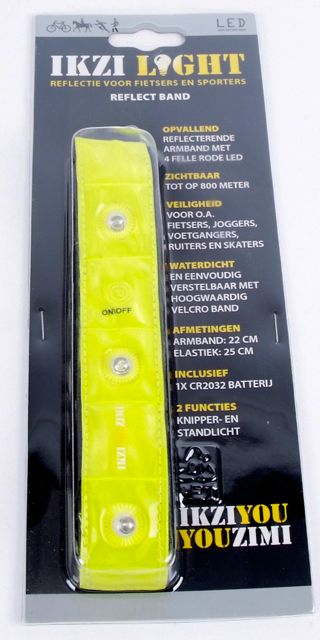 LED
IKZI LIGHT
REFLECTIE VOOR FIETSERS EN SPORTERS
REFLECT BAND
OPVALLEND
REFLECTERENDE
ARMBAND MET
4 FELLE RODE LED
ZICHTBAAR
TOT OP 800 METER
VEILIGHEID
VOOR O.A.
FIETSERS, JOGGERS,
VOETGANGERS,
RUITERS EN SKATERS
WATERDICHT
EN EENVOUDIG
VERSTELBAAR MET
HOOGWAARDIG
VELCRO BAND
AFMETINGEN
ARMBAND: 22 CM
ELASTIEK: 25 CM
INCLUSIEF
1X CR2032 BATTERIJ
2 FUNCTIES
KNIPPER- EN
STANDLICHT
ON\OFF
IKZI
IZI
IKZIYOU
YOUZIMI